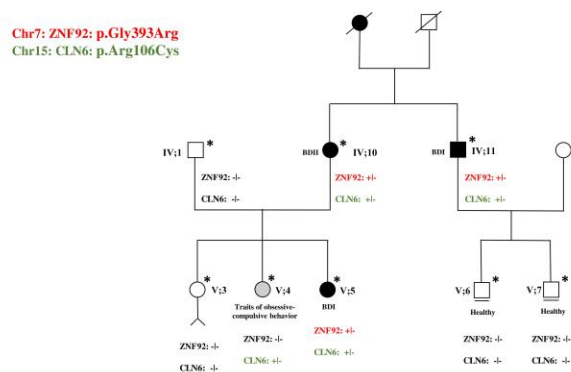 Chr7: ZNF92: p.Gly393Arg
Chr15: CLN6: p.Arg106Cys
IV;1 * BDII * IV;10 BDI * IV;11
ZNF92: -|- ZNF92: +|- ZNF92: +|-
CLN6: -|- CLN6: +|- CLN6: +|-
* V;3 * V;4 * V;5 V;6 * V;7 *
Traits of obsessive- BDI Healthy Healthy
compulsive behavior
ZNF92: -|- ZNF92: -|- ZNF92: +|- ZNF92: -|- ZNF92: -|-
CLN6: -|- CLN6: +|- CLN6: +|- CLN6: -|- CLN6: -|-